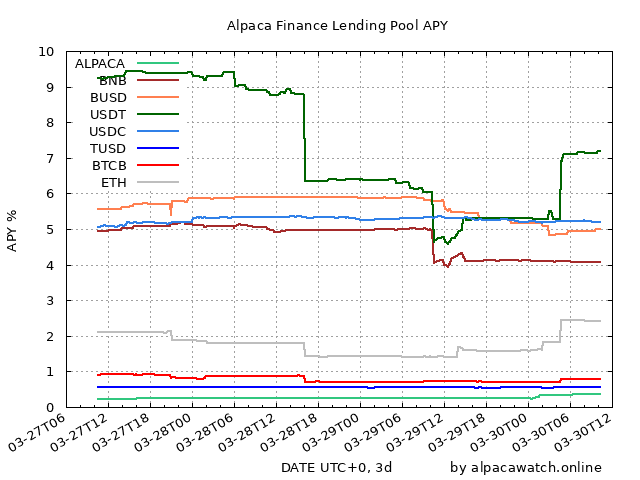 Alpaca Finance Lending Pool APY
APY %
10
9
8
7
6
5
4
3
2
1
0
ALPACA
BNB
BUSD
USDT
USDC
TUSD
BTCB
ETH
03-27T06
03-27T12
03-27T18
03-28T00
03-28T06
03-28T12
03-28T18
03-29T00
03-29T06
03-29T12
03-29T18
03-30T00
03-30T06
03-30T12
DATE UTC+0, 3d
by alpacawatch.online